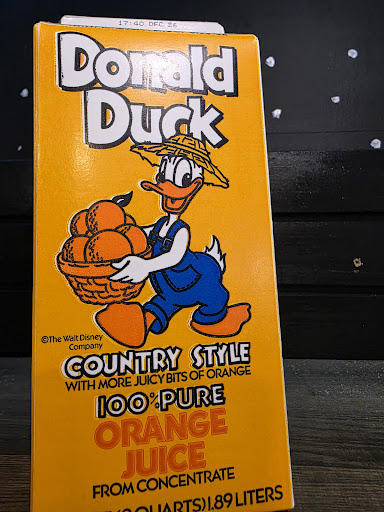 17:40 DEC 26
Donald
Duck
©The Walt Disney
Company
COUNTRY STYLE
WITH MORE JUICY BITS OF ORANGE
100% PURE
ORANGE
JUICE
FROM CONCENTRATE
QUARTS) 1.89 LITERS